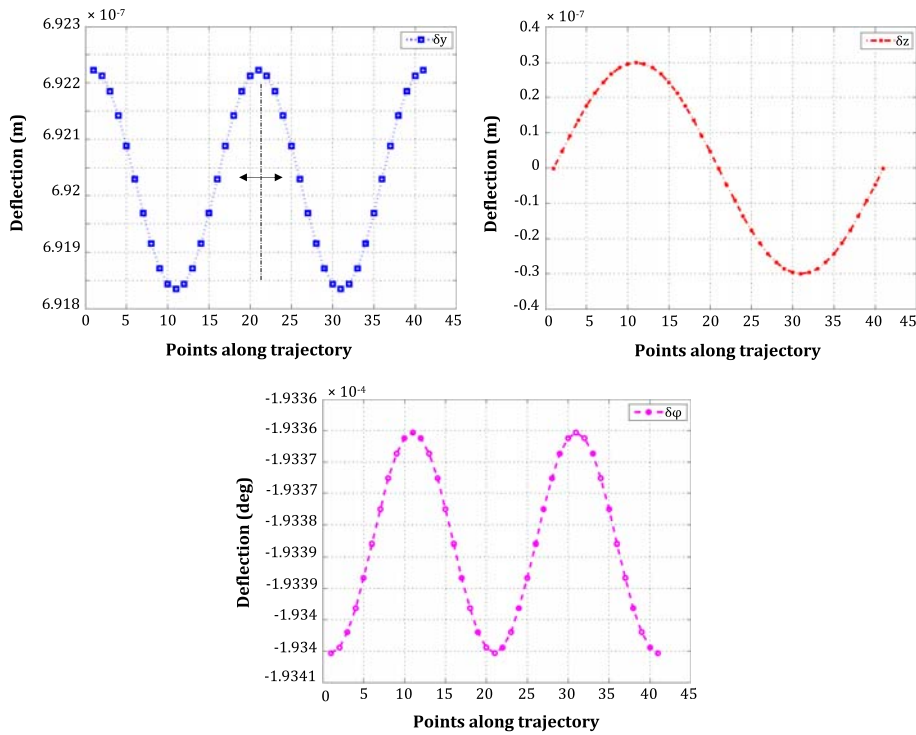 × 10⁻⁷
6.923
6.922
6.921
6.92
6.919
6.918
Deflection (m)
δy
0 5 10 15 20 25 30 35 40 45
Points along trajectory
× 10⁻⁷
0.4
0.3
0.2
0.1
0
-0.1
-0.2
-0.3
-0.4
Deflection (m)
δz
0 5 10 15 20 25 30 35 40 45
Points along trajectory
× 10⁻⁴
-1.9336
-1.9336
-1.9337
-1.9337
-1.9338
-1.9339
-1.9339
-1.934
-1.934
-1.9341
Deflection (deg)
δφ
0 5 10 15 20 25 30 35 40 45
Points along trajectory